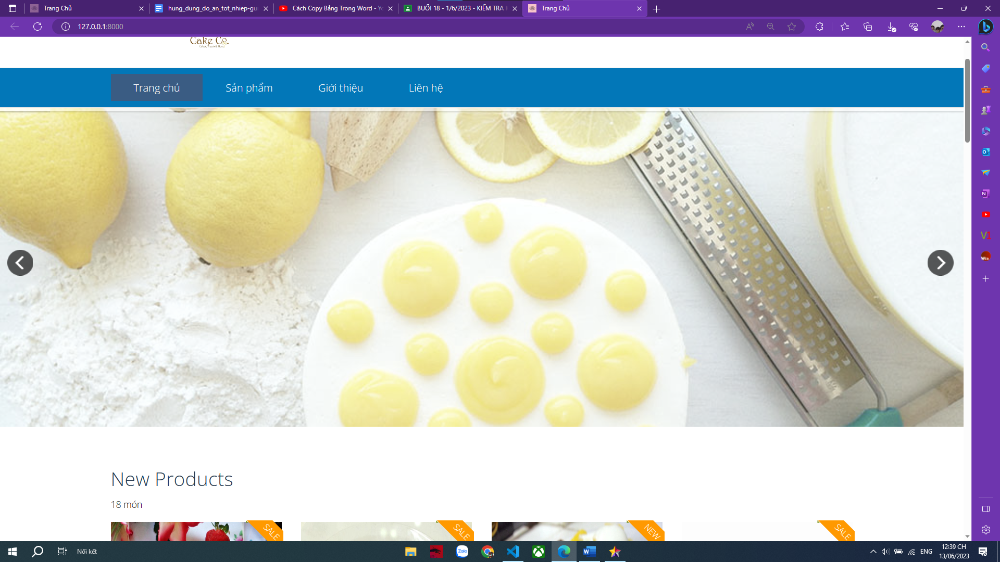 Trang Chủ
hung_dung_do_an_tot_nhiep-gui
Cách Copy Bảng Trong Word - Yo
BUỔI 18 - 1/6/2023 - KIỂM TRA
Trang Chủ
127.0.0.1:8000
Cake Co.
Trang chủ
Sản phẩm
Giới thiệu
Liên hệ
New Products
18 món
SALE
SALE
NEW
SALE
Nối kết
Zalo
ENG
12:39 CH
13/06/2023